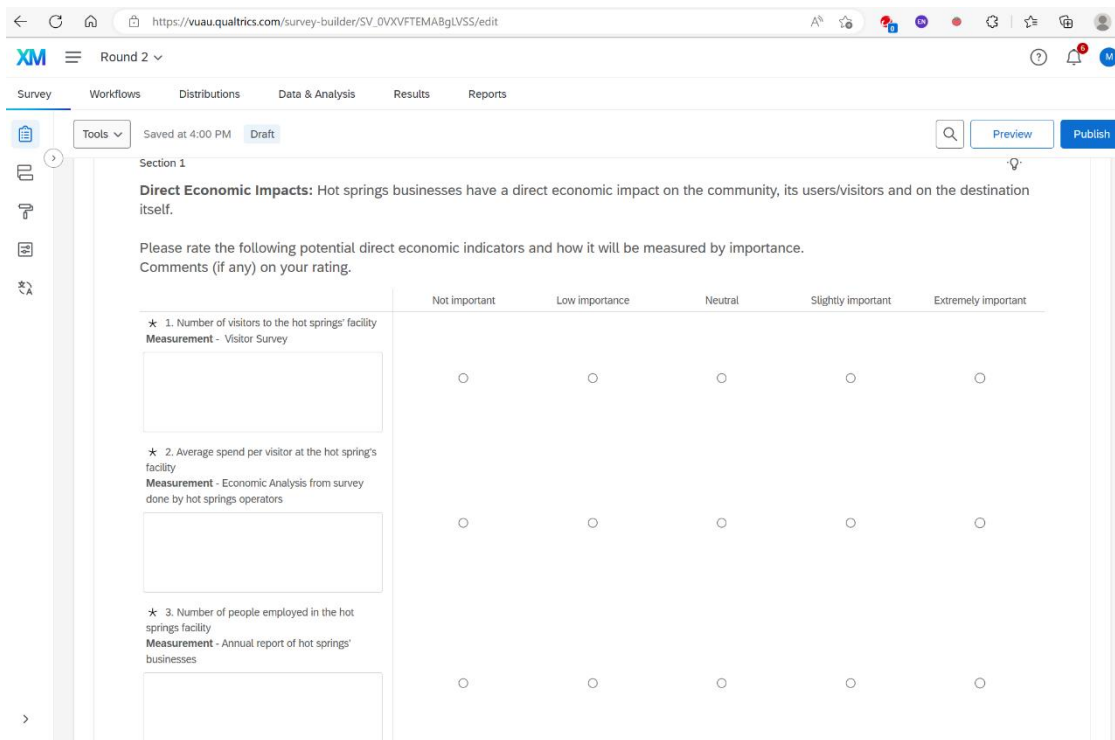 https://vuau.qualtrics.com/survey-builder/SV_0VXVFTEMABgLVSS/edit
XM Round 2
Survey Workflows Distributions Data & Analysis Results Reports
Tools Saved at 4:00 PM Draft Preview Publish
Section 1
Direct Economic Impacts: Hot springs businesses have a direct economic impact on the community, its users/visitors and on the destination
itself.
Please rate the following potential direct economic indicators and how it will be measured by importance.
Comments (if any) on your rating.
Not important Low importance Neutral Slightly important Extremely important
* 1. Number of visitors to the hot springs' facility
Measurement - Visitor Survey
* 2. Average spend per visitor at the hot spring's
facility
Measurement - Economic Analysis from survey
done by hot springs operators
* 3. Number of people employed in the hot
springs facility
Measurement - Annual report of hot springs'
businesses